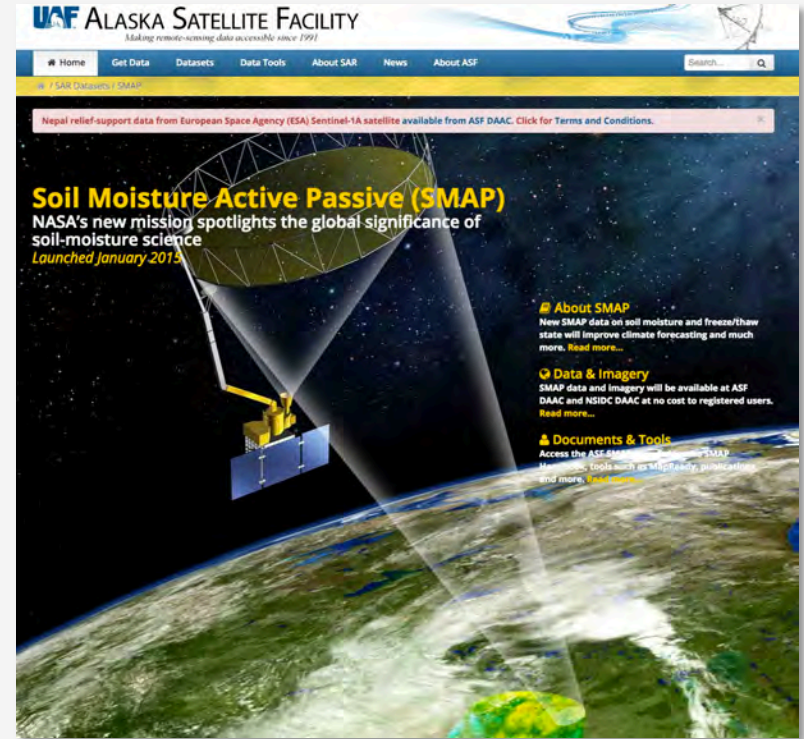 UAF ALASKA SATELLITE FACILITY
Making remote-sensing data accessible since 1991
Home Get Data Datasets Data Tools About SAR News About ASF Search...
/ SAR Datasets / SMAP
Nepal relief-support data from European Space Agency (ESA) Sentinel-1A satellite available from ASF DAAC. Click for Terms and Conditions. ×
Soil Moisture Active Passive (SMAP)
NASA's new mission spotlights the global significance of
soil-moisture science
Launched January 2015
About SMAP
New SMAP data on soil moisture and freeze/thaw
state will improve climate forecasting and much
more. Read more...
Data & Imagery
SMAP data and imagery will be available at ASF
DAAC and NSIDC DAAC at no cost to registered users.
Read more...
Documents & Tools
Access the ASF SMAP
tools such as MapReady, publications,
and more. Read more...